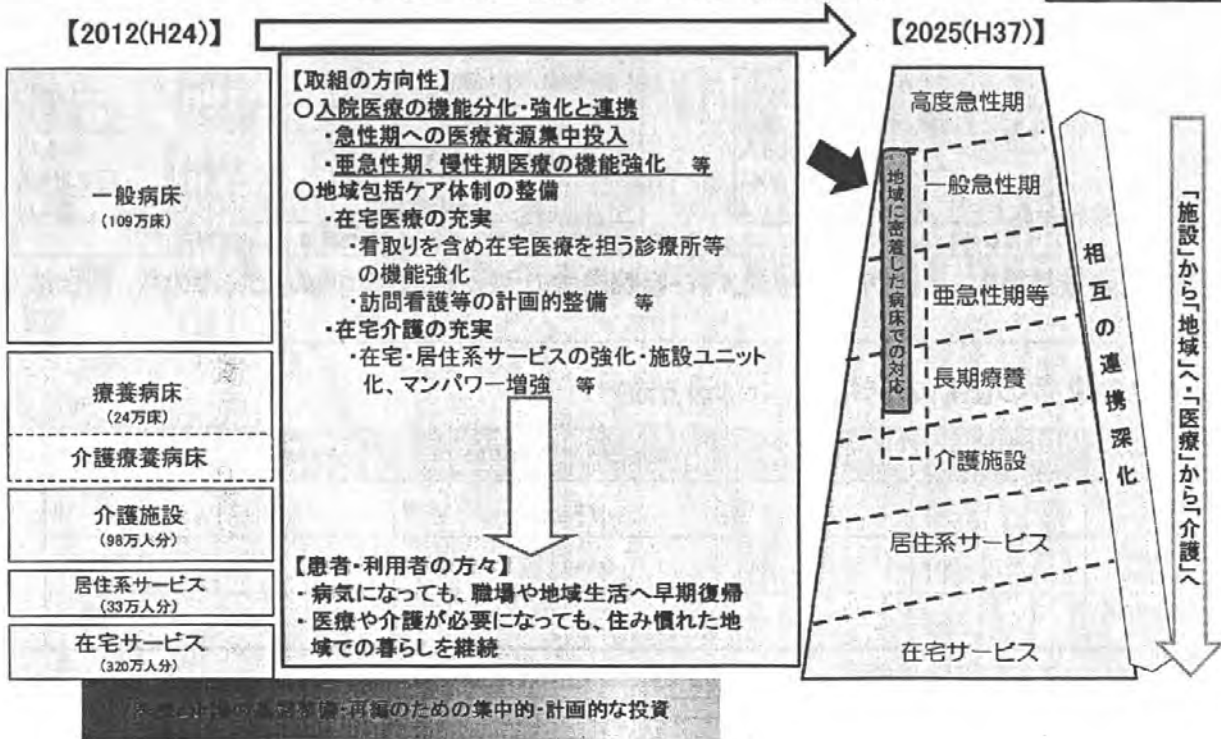 【2012(H24)】
【2025(H37)】
一般病床
(109万床)
療養病床
(24万床)
介護療養病床
介護施設
(98万人分)
居住系サービス
(33万人分)
在宅サービス
(320万人分)
【取組の方向性】
○入院医療の機能分化・強化と連携
・急性期への医療資源集中投入
・亜急性期、慢性期医療の機能強化 等
○地域包括ケア体制の整備
・在宅医療の充実
・看取りを含め在宅医療を担う診療所等
の機能強化
・訪問看護等の計画的整備 等
・在宅介護の充実
・在宅・居住系サービスの強化・施設ユニット
化、マンパワー増強 等
【患者・利用者の方々】
・病気になっても、職場や地域生活へ早期復帰
・医療や介護が必要になっても、住み慣れた地
域での暮らしを継続
高度急性期
一般急性期
亜急性期等
長期療養
介護施設
居住系サービス
在宅サービス
地域に密着した病床での対応
相互の連携深化
「施設」から「地域」へ・「医療」から「介護」へ
・再編のための集中的・計画的な投資